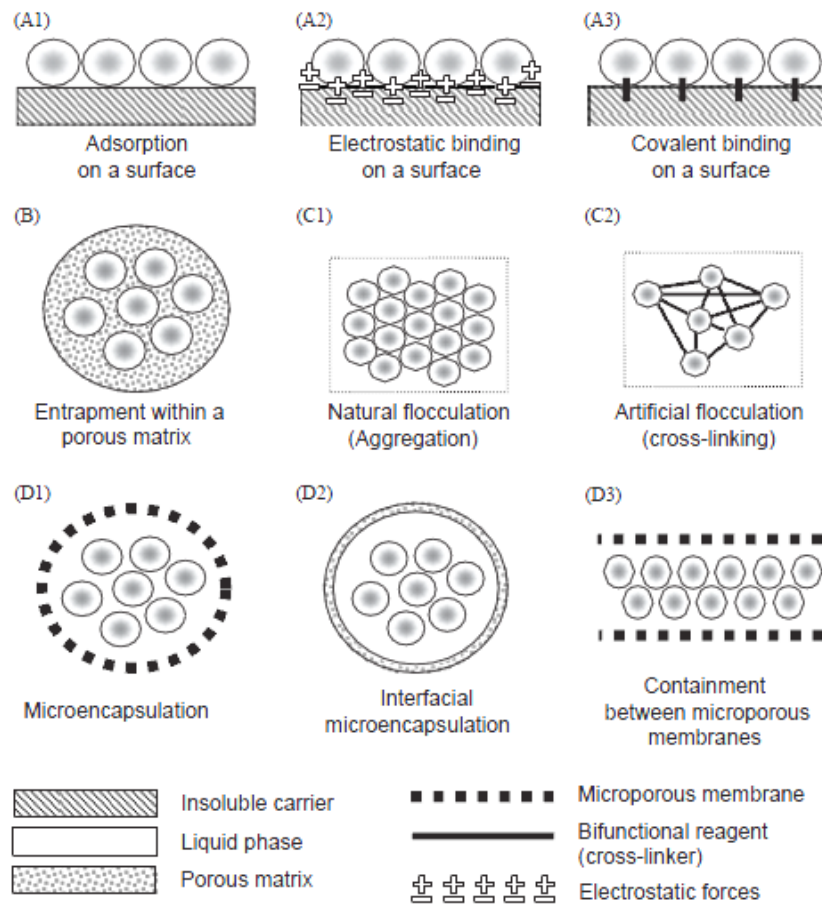 (A1)
(A2)
(A3)
Adsorption
on a surface
Electrostatic binding
on a surface
Covalent binding
on a surface
(B)
(C1)
(C2)
Entrapment within a
porous matrix
Natural flocculation
(Aggregation)
Artificial flocculation
(cross-linking)
(D1)
(D2)
(D3)
Microencapsulation
Interfacial
microencapsulation
Containment
between microporous
membranes
Insoluble carrier
Liquid phase
Porous matrix
Microporous membrane
Bifunctional reagent
(cross-linker)
Electrostatic forces